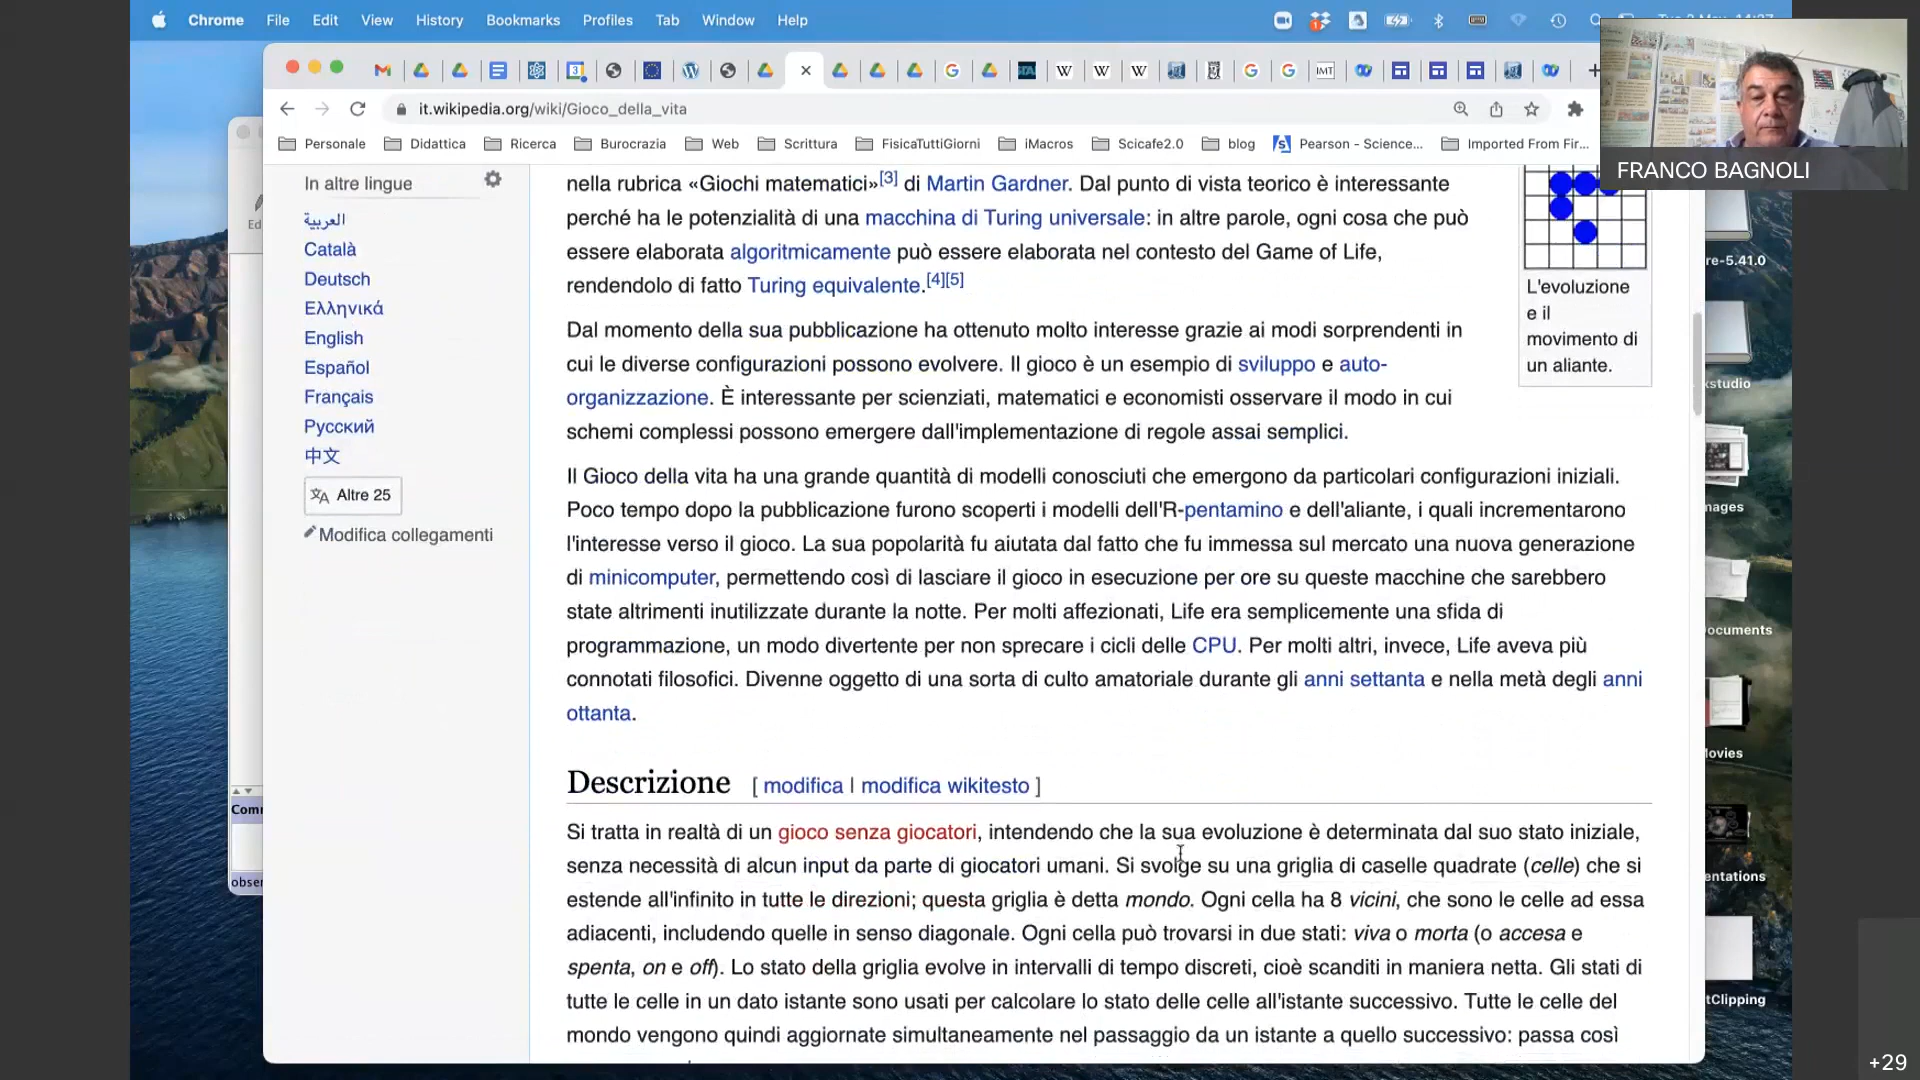 Chrome File Edit View History Bookmarks Profiles Tab Window Help
it.wikipedia.org/wiki/Gioco_della_vita
Personale Didattica Ricerca Burocrazia Web Scrittura FisicaTuttiGiorni iMacros Scicafe2.0 blog Pearson - Science... Imported From Fir...
FRANCO BAGNOLI
In altre lingue
العربية
Català
Deutsch
Ελληνικά
English
Español
Français
Русский
中文
Altre 25
Modifica collegamenti
nella rubrica «Giochi matematici»[3] di Martin Gardner. Dal punto di vista teorico è interessante
perché ha le potenzialità di una macchina di Turing universale: in altre parole, ogni cosa che può
essere elaborata algoritmicamente può essere elaborata nel contesto del Game of Life,
rendendolo di fatto Turing equivalente.[4][5]
Dal momento della sua pubblicazione ha ottenuto molto interesse grazie ai modi sorprendenti in
cui le diverse configurazioni possono evolvere. Il gioco è un esempio di sviluppo e auto-
organizzazione. È interessante per scienziati, matematici e economisti osservare il modo in cui
schemi complessi possono emergere dall'implementazione di regole assai semplici.
L'evoluzione
e il
movimento di
un aliante.
Il Gioco della vita ha una grande quantità di modelli conosciuti che emergono da particolari configurazioni iniziali.
Poco tempo dopo la pubblicazione furono scoperti i modelli dell'R-pentamino e dell'aliante, i quali incrementarono
l'interesse verso il gioco. La sua popolarità fu aiutata dal fatto che fu immessa sul mercato una nuova generazione
di minicomputer, permettendo così di lasciare il gioco in esecuzione per ore su queste macchine che sarebbero
state altrimenti inutilizzate durante la notte. Per molti affezionati, Life era semplicemente una sfida di
programmazione, un modo divertente per non sprecare i cicli delle CPU. Per molti altri, invece, Life aveva più
connotati filosofici. Divenne oggetto di una sorta di culto amatoriale durante gli anni settanta e nella metà degli anni
ottanta.
Descrizione [ modifica | modifica wikitesto ]
Si tratta in realtà di un gioco senza giocatori, intendendo che la sua evoluzione è determinata dal suo stato iniziale,
senza necessità di alcun input da parte di giocatori umani. Si svolge su una griglia di caselle quadrate (celle) che si
estende all'infinito in tutte le direzioni; questa griglia è detta mondo. Ogni cella ha 8 vicini, che sono le celle ad essa
adiacenti, includendo quelle in senso diagonale. Ogni cella può trovarsi in due stati: viva o morta (o accesa e
spenta, on e off). Lo stato della griglia evolve in intervalli di tempo discreti, cioè scanditi in maniera netta. Gli stati di
tutte le celle in un dato istante sono usati per calcolare lo stato delle celle all'istante successivo. Tutte le celle del
mondo vengono quindi aggiornate simultaneamente nel passaggio da un istante a quello successivo: passa così
Ed
Comm
obser
re-5.41.0
kstudio
mages
ocuments
Movies
entations
tClipping
+29